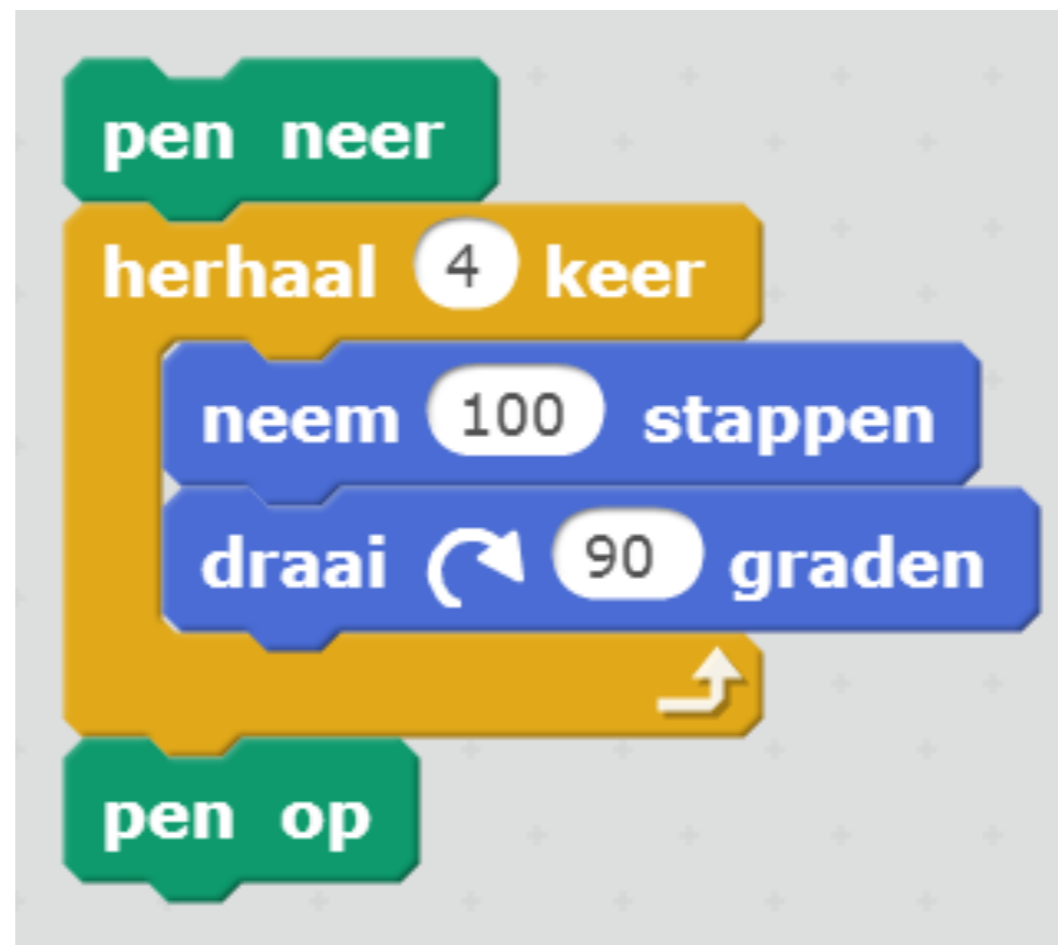 pen neer
herhaal 4 keer
neem 100 stappen
draai 90 graden
pen op